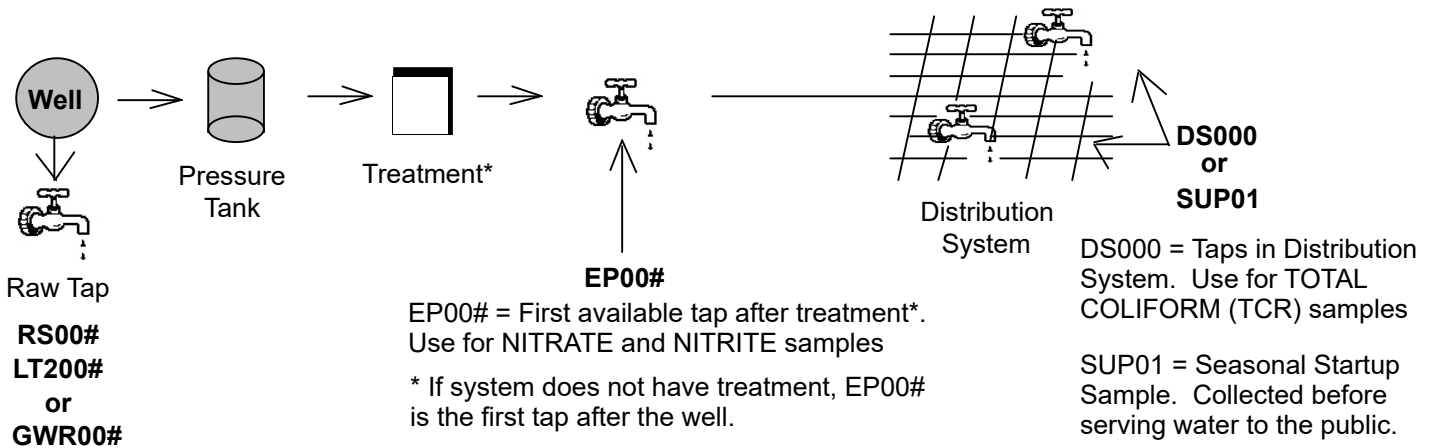 Well
Pressure
Tank
Treatment*
Raw Tap
RS00#
LT200#
or
GWR00#
EP00#
EP00# = First available tap after treatment*.
Use for NITRATE and NITRITE samples
* If system does not have treatment, EP00#
is the first tap after the well.
Distribution
System
DS000
or
SUP01
DS000 = Taps in Distribution
System.  Use for TOTAL
COLIFORM (TCR) samples
SUP01 = Seasonal Startup
Sample.  Collected before
serving water to the public.